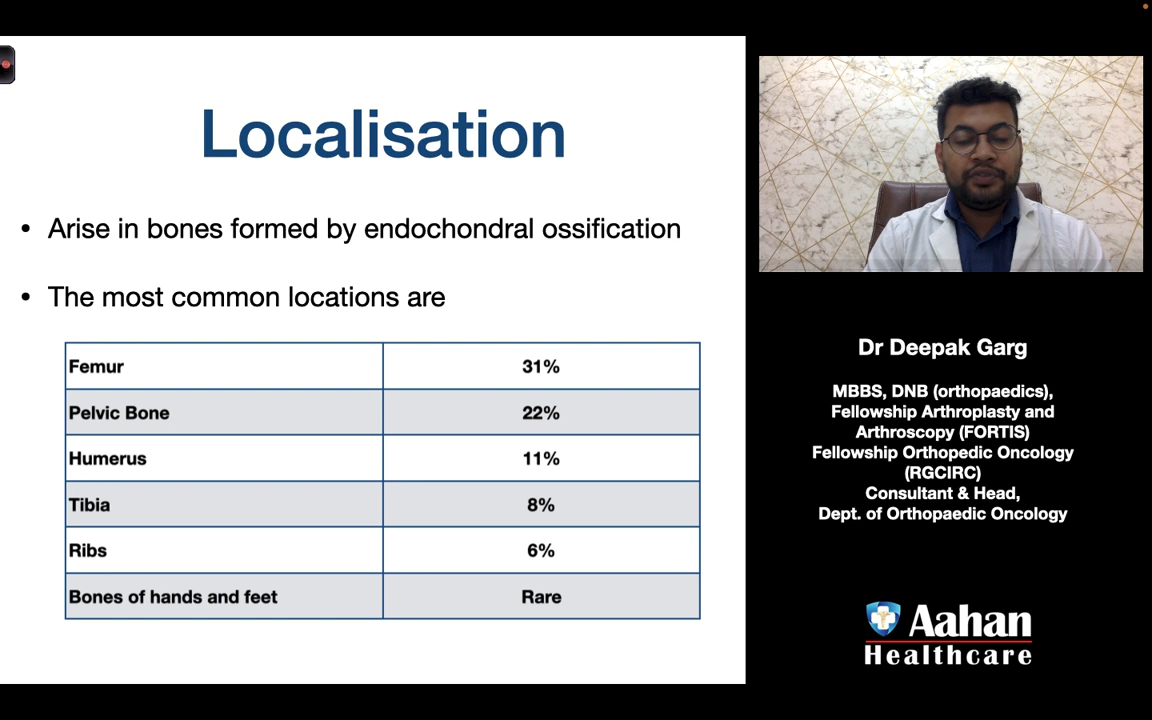 Localisation
• Arise in bones formed by endochondral ossification
• The most common locations are
Femur 31%
Pelvic Bone 22%
Humerus 11%
Tibia 8%
Ribs 6%
Bones of hands and feet Rare
Dr Deepak Garg
MBBS, DNB (orthopaedics),
Fellowship Arthroplasty and
Arthroscopy (FORTIS)
Fellowship Orthopedic Oncology
(RGCIRC)
Consultant & Head,
Dept. of Orthopaedic Oncology
Aahan
Healthcare